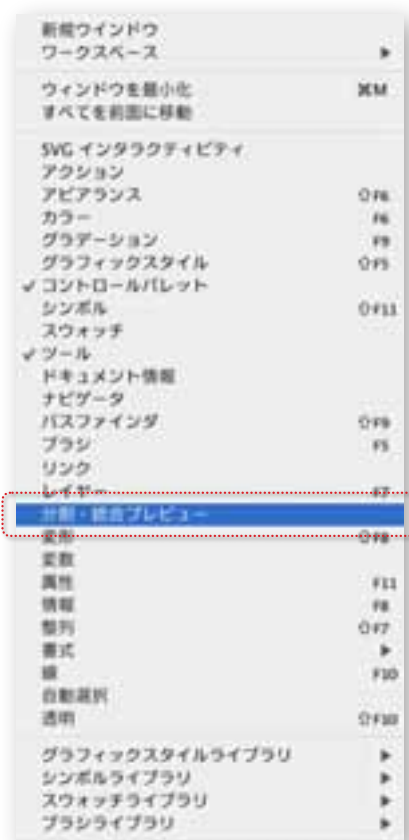 新規ウインドウ
ワークスペース ▶
ウィンドウを最小化 ⌘M
すべてを前面に移動
SVG インタラクティビティ
アクション
アピアランス ⇧F6
カラー F6
グラデーション F9
グラフィックスタイル ⇧F5
✓ コントロールパレット
シンボル ⇧F11
スウォッチ
✓ ツール
ドキュメント情報
ナビゲータ
パスファインダ ⇧F9
ブラシ F5
リンク
レイヤー F7
分割・統合プレビュー
変形 ⇧F8
変数
属性 F11
情報 F8
整列 ⇧F7
書式 ▶
線 F10
自動選択
透明 ⇧F10
グラフィックスタイルライブラリ ▶
シンボルライブラリ ▶
スウォッチライブラリ ▶
ブラシライブラリ ▶